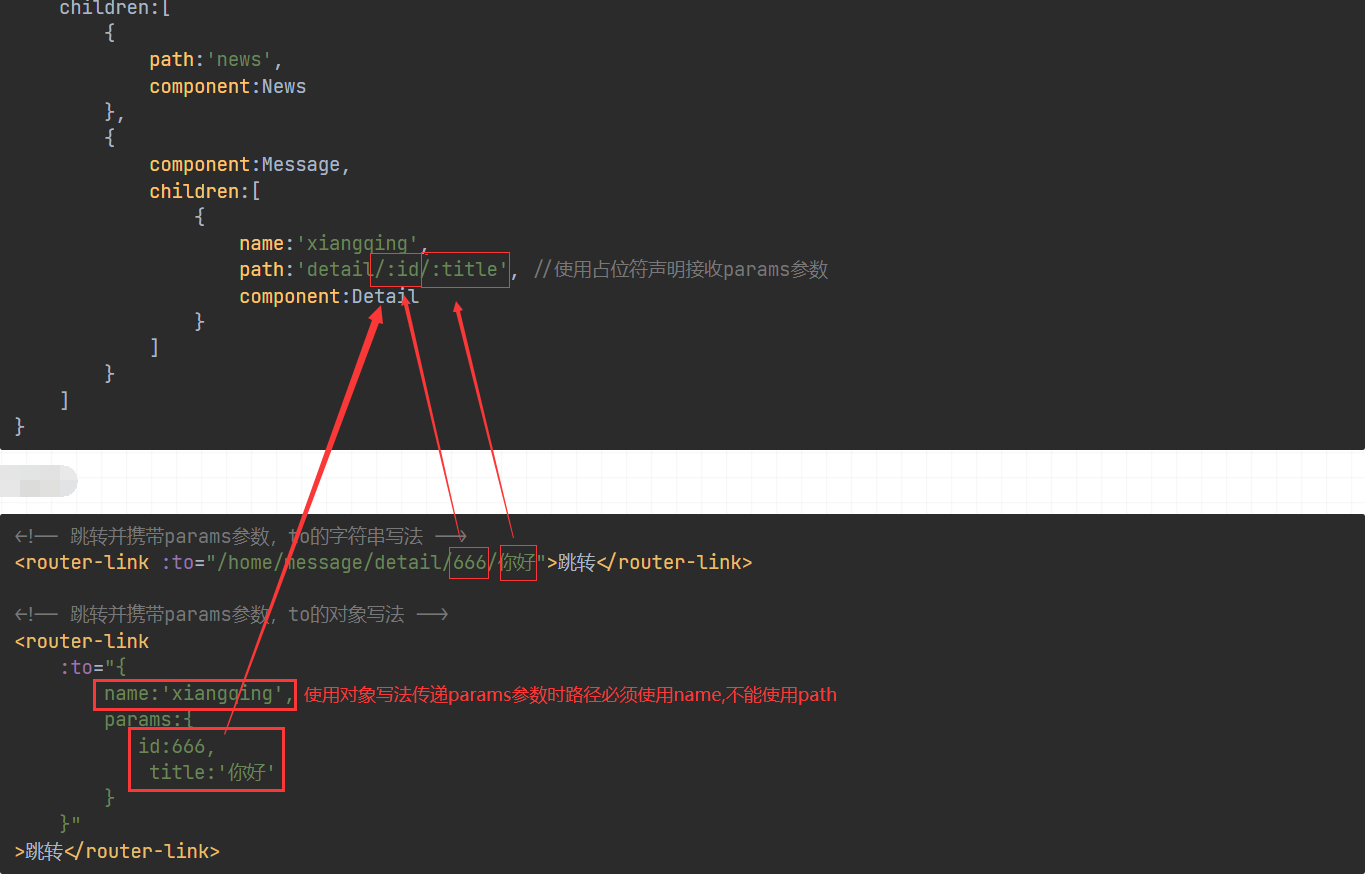 children:[
{
path:'news',
component:News
},
{
component:Message,
children:[
{
name:'xiangqing',
path:'detail/:id/:title', //使用占位符声明接收params参数
component:Detail
}
]
}
]
}
<!-- 跳转并携带params参数，to的字符串写法 -->
<router-link :to="/home/message/detail/666/你好">跳转</router-link>
<!-- 跳转并携带params参数，to的对象写法 -->
<router-link
:to="{
name:'xiangqing', 使用对象写法传递params参数时路径必须使用name,不能使用path
params:{
id:666,
title:'你好'
}
}"
>跳转</router-link>